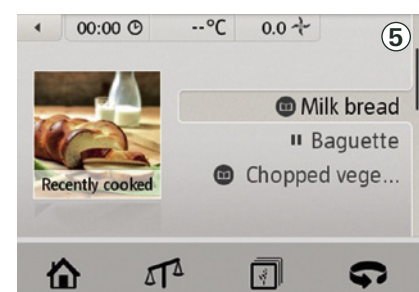 00:00 --°C 0.0
5
Milk bread
Baguette
Chopped vege...
Recently cooked